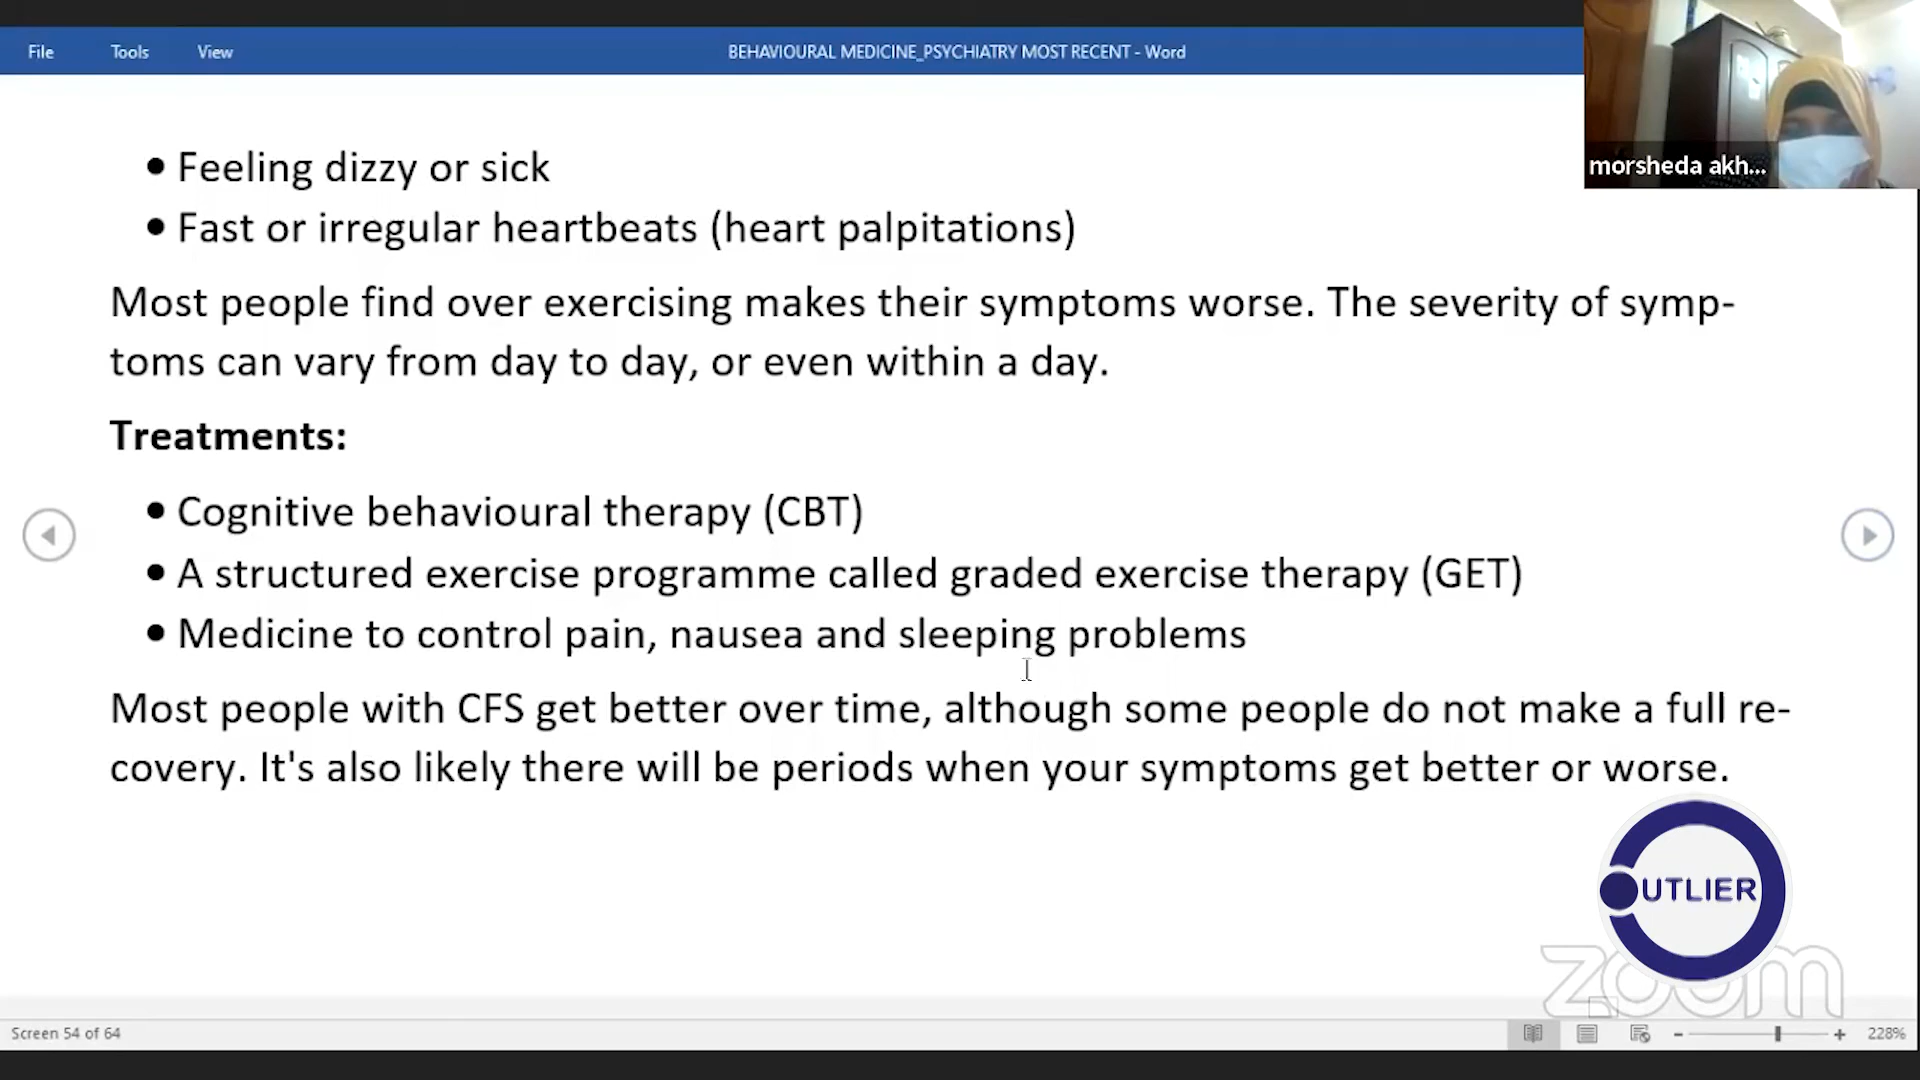 File Tools View BEHAVIOURAL MEDICINE_PSYCHIATRY MOST RECENT - Word
morsheda akh...
• Feeling dizzy or sick
• Fast or irregular heartbeats (heart palpitations)
Most people find over exercising makes their symptoms worse. The severity of symp-
toms can vary from day to day, or even within a day.
Treatments:
• Cognitive behavioural therapy (CBT)
• A structured exercise programme called graded exercise therapy (GET)
• Medicine to control pain, nausea and sleeping problems
Most people with CFS get better over time, although some people do not make a full re-
covery. It's also likely there will be periods when your symptoms get better or worse.
OUTLIER
zoom
Screen 54 of 64
228%